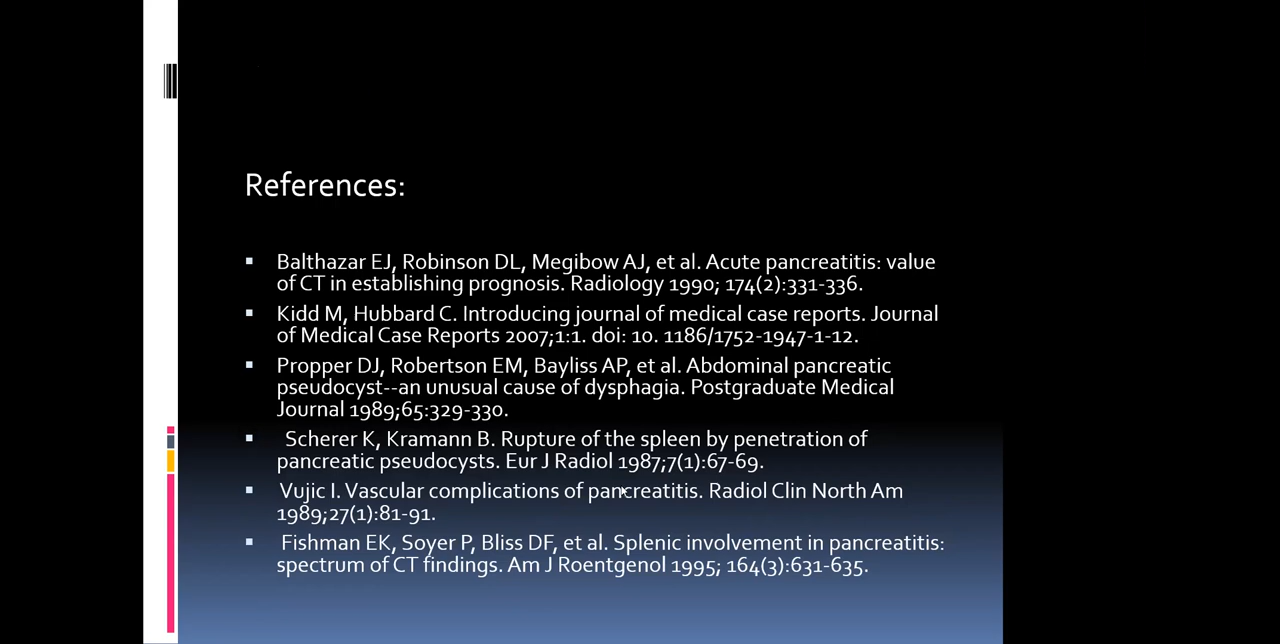 References:
Balthazar EJ, Robinson DL, Megibow AJ, et al. Acute pancreatitis: value
of CT in establishing prognosis. Radiology 1990; 174(2):331-336.
Kidd M, Hubbard C. Introducing journal of medical case reports. Journal
of Medical Case Reports 2007;1:1. doi: 10. 1186/1752-1947-1-12.
Propper DJ, Robertson EM, Bayliss AP, et al. Abdominal pancreatic
pseudocyst--an unusual cause of dysphagia. Postgraduate Medical
Journal 1989;65:329-330.
Scherer K, Kramann B. Rupture of the spleen by penetration of
pancreatic pseudocysts. Eur J Radiol 1987;7(1):67-69.
Vujic I. Vascular complications of pancreatitis. Radiol Clin North Am
1989;27(1):81-91.
Fishman EK, Soyer P, Bliss DF, et al. Splenic involvement in pancreatitis:
spectrum of CT findings. Am J Roentgenol 1995; 164(3):631-635.